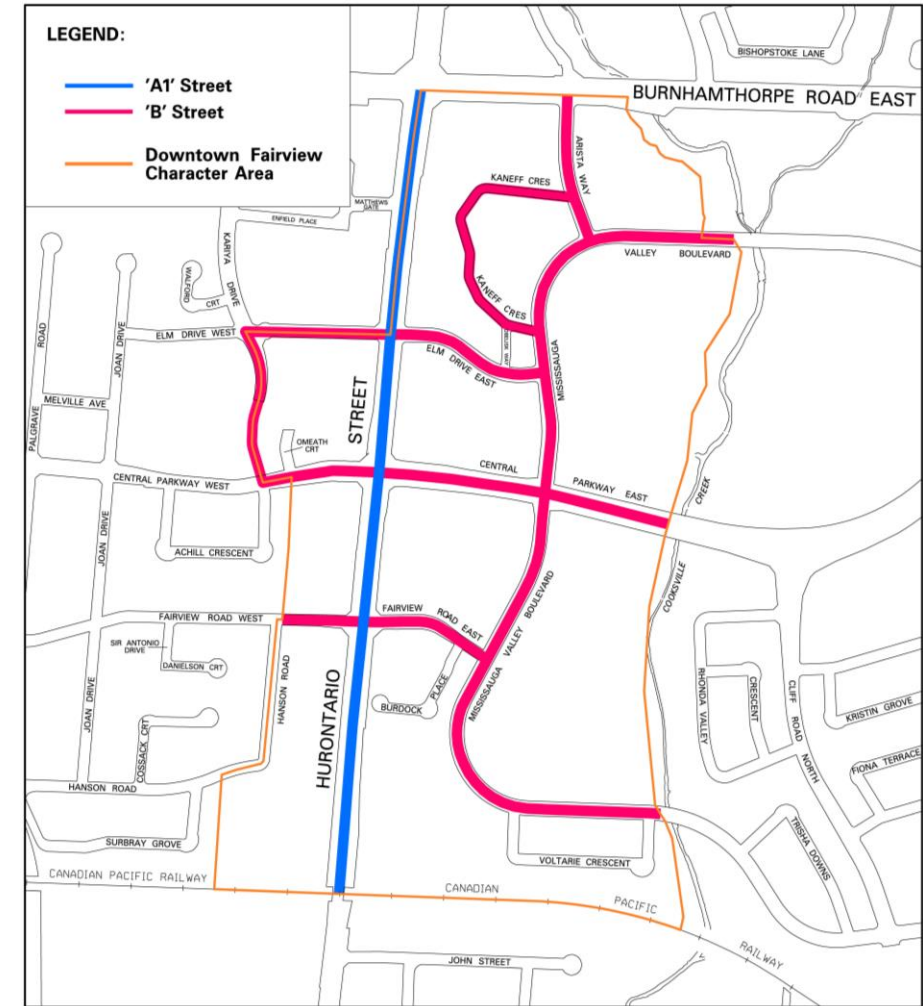 LEGEND:
'A1' Street
'B' Street
Downtown Fairview
Character Area
BISHOPSTOKE LANE
BURNHAMTHORPE ROAD EAST
ARISTA WAY
KANEFF CRES
MATTHEWS
GATE
ENFIELD PLACE
KARIYA DRIVE
VALLEY BOULEVARD
WALFORD
CRT
KANEFF CRES
ROAD
JOAN DRIVE
ELM DRIVE WEST
ELM DRIVE EAST
MISSISSAUGA
MELVILLE AVE
PALGRAVE
STREET
OMEATH
CRT
CENTRAL
PARKWAY EAST
CENTRAL PARKWAY WEST
CREEK
JOAN DRIVE
ACHILL CRESCENT
COOKSVILLE
FAIRVIEW ROAD WEST
FAIRVIEW ROAD EAST
MISSISSAUGA VALLEY BOULEVARD
SIR ANTONIO
DRIVE
DANIELSON CRT
HANSON ROAD
BURDOCK PLACE
RHONDA VALLEY
CRESCENT
CLIFF ROAD NORTH
KRISTIN GROVE
JOAN DRIVE
COSSACK CRT
HURONTARIO
FIONA TERRACE
HANSON ROAD
SURBRAY GROVE
VOLTARIE CRESCENT
TRISHA DOWNS
CANADIAN PACIFIC RAILWAY
CANADIAN PACIFIC RAILWAY
JOHN STREET